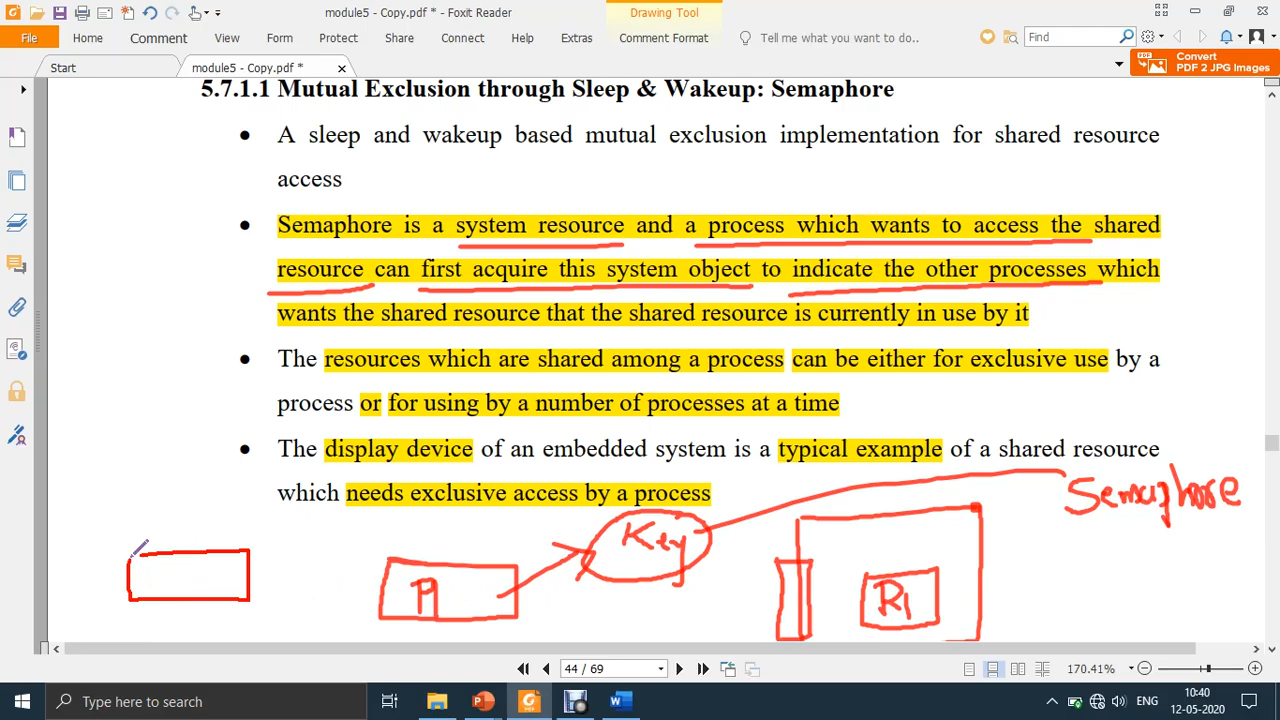 module5 - Copy.pdf * - Foxit Reader
Drawing Tool
File Home Comment View Form Protect Share Connect Help Extras Comment Format Tell me what you want to do... Find
Start
module5 - Copy.pdf *
Convert
PDF 2 JPG Images
5.7.1.1 Mutual Exclusion through Sleep & Wakeup: Semaphore
• A sleep and wakeup based mutual exclusion implementation for shared resource
access
• Semaphore is a system resource and a process which wants to access the shared
resource can first acquire this system object to indicate the other processes which
wants the shared resource that the shared resource is currently in use by it
• The resources which are shared among a process can be either for exclusive use by a
process or for using by a number of processes at a time
• The display device of an embedded system is a typical example of a shared resource
which needs exclusive access by a process
Semaphore
Key
P1
R1
44 / 69
170.41%
Type here to search
ENG
10:40
12-05-2020